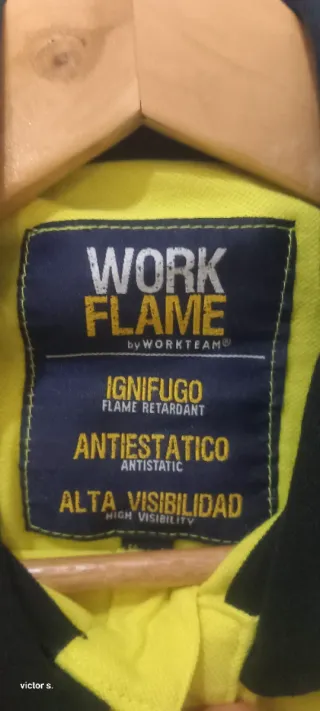 WORK
FLAME
by WORKTEAM®
IGNIFUGO
FLAME RETARDANT
ANTIESTATICO
ANTISTATIC
ALTA VISIBILIDAD
HIGH VISIBILITY
victor s.